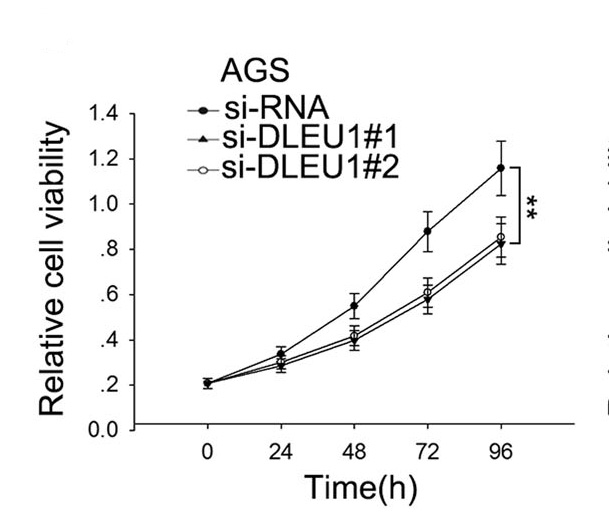 AGS
si-RNA
si-DLEU1#1
si-DLEU1#2
Relative cell viability
1.4
1.2
1.0
.8
.6
.4
.2
0.0
**
0 24 48 72 96
Time(h)